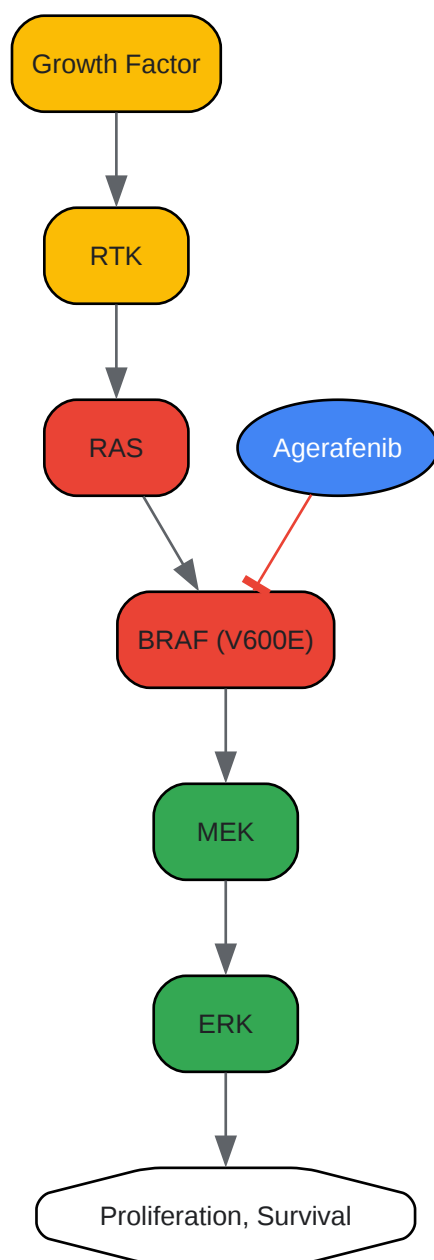 Growth Factor
RTK
RAS
Agerafenib
BRAF (V600E)
MEK
ERK
Proliferation, Survival